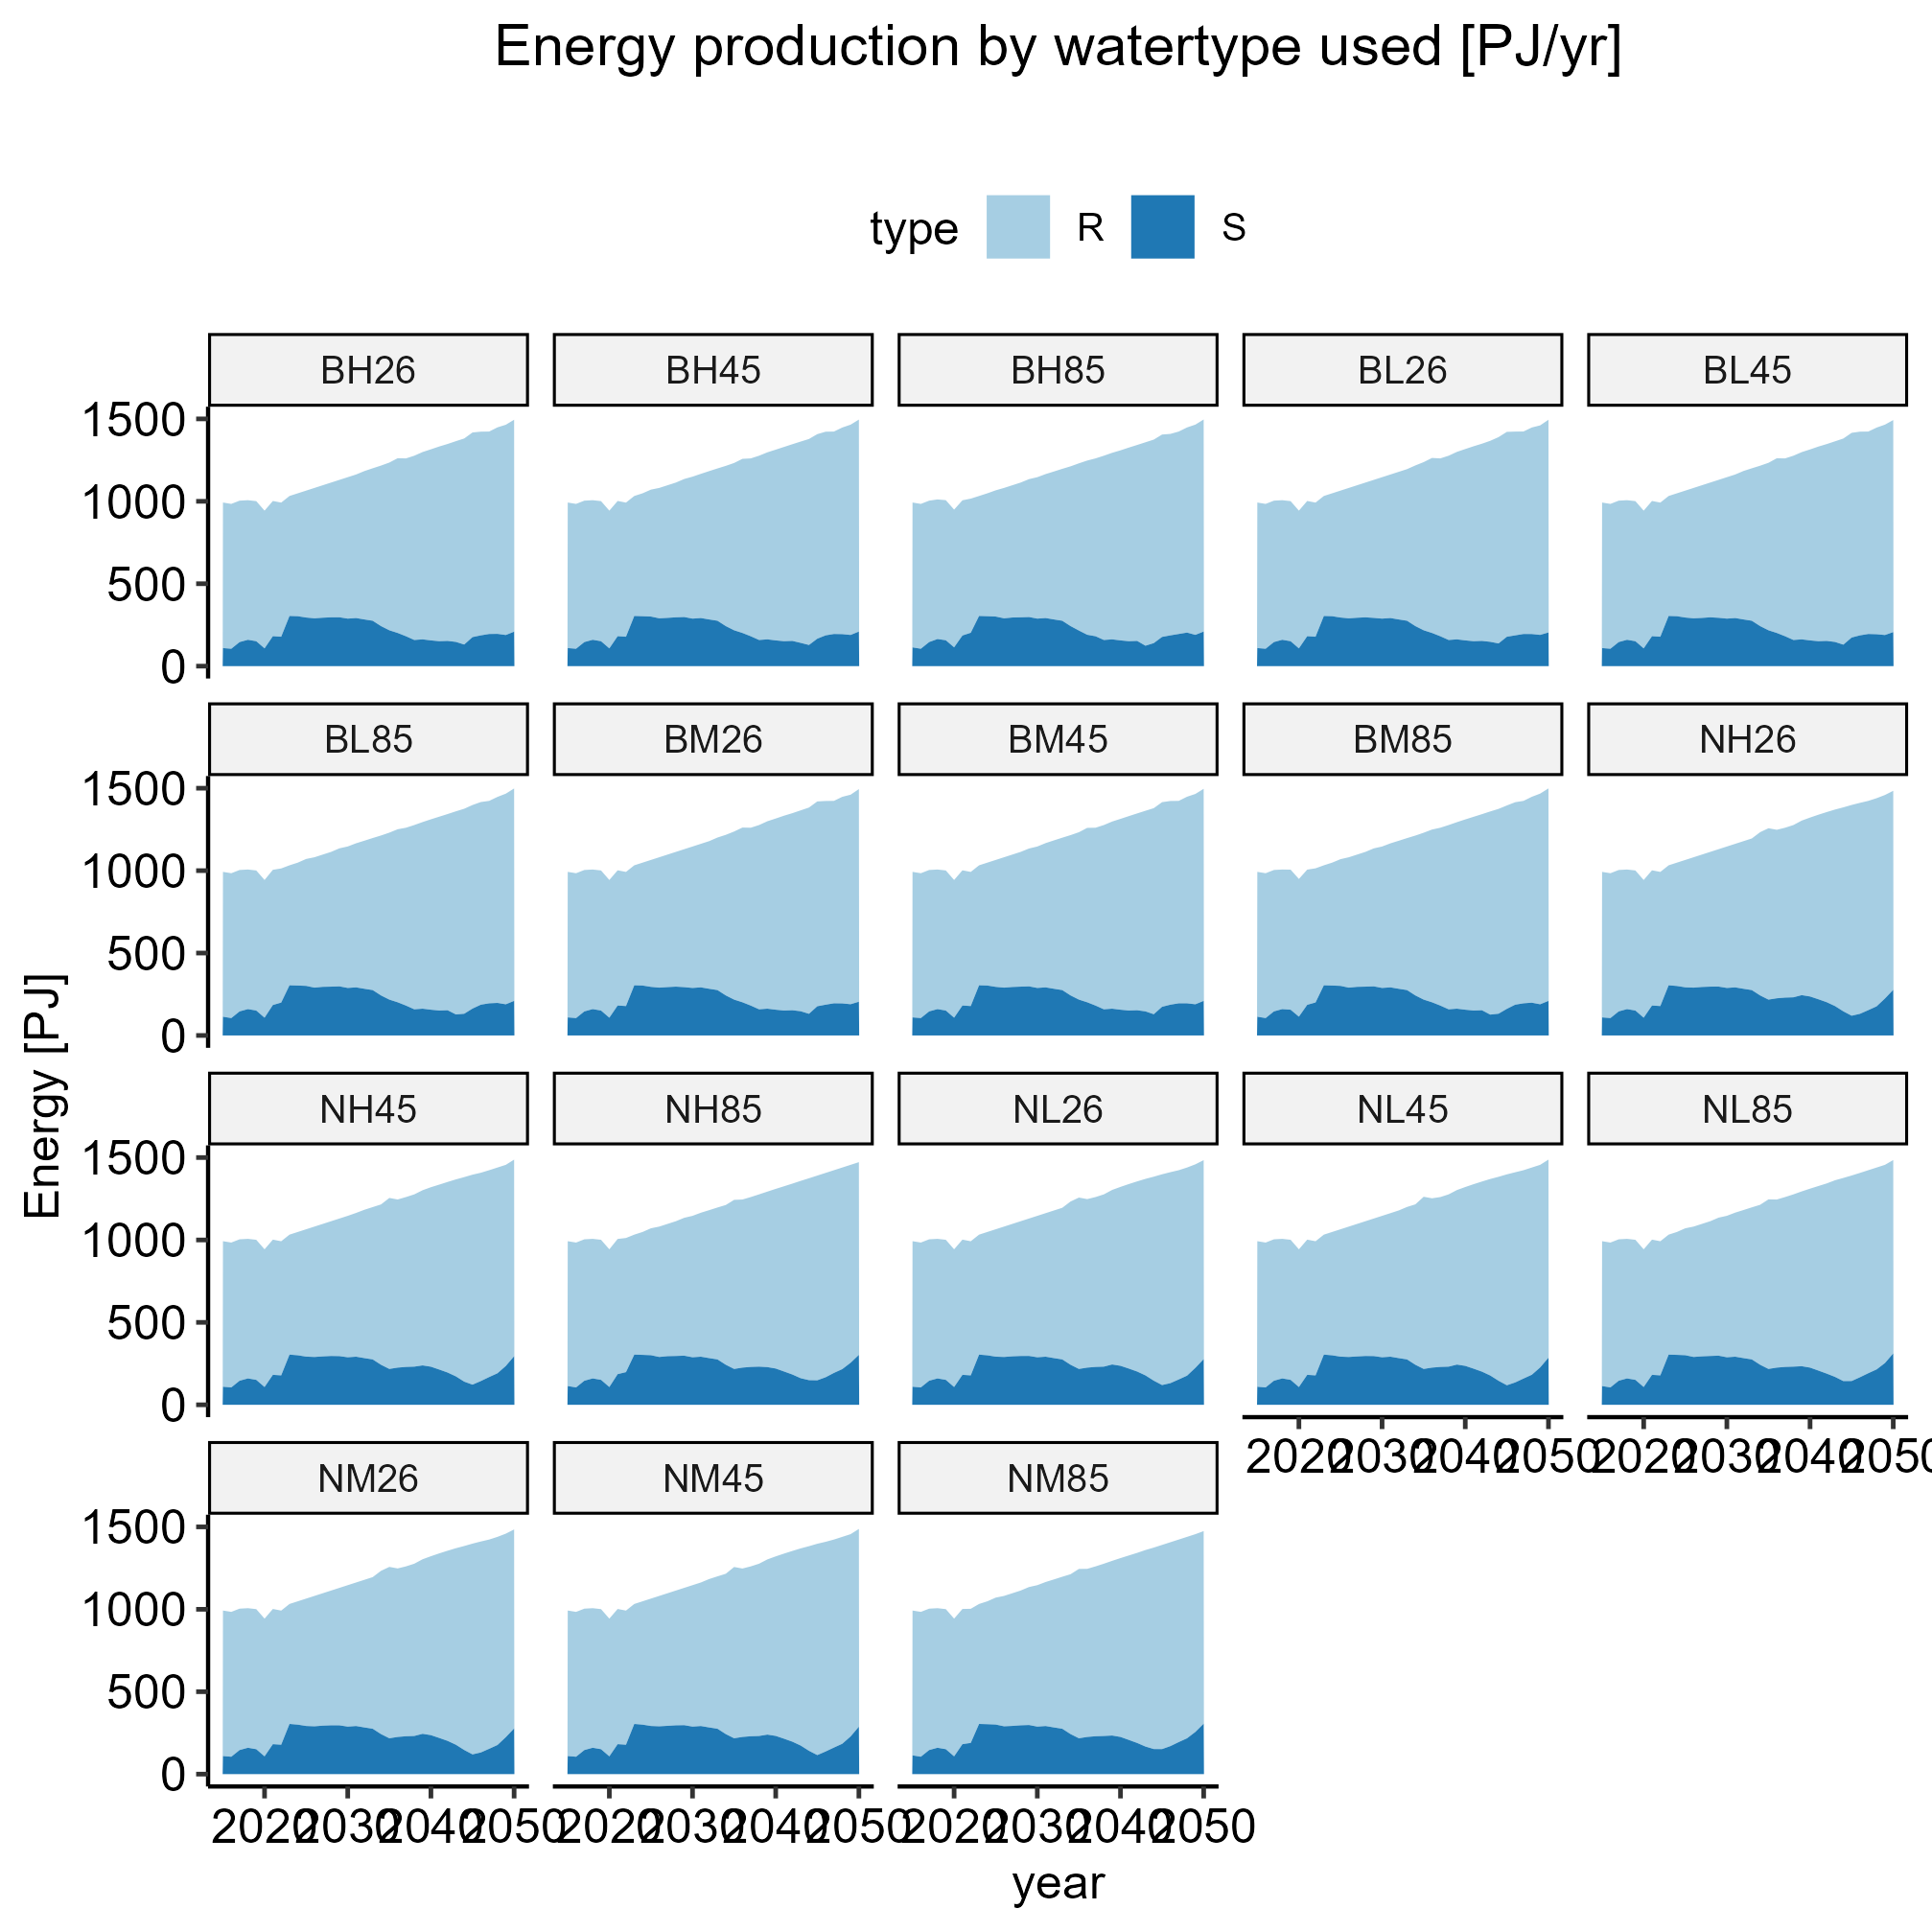 Energy production by watertype used [PJ/yr]
type R S
BH26 BH45 BH85 BL26 BL45
1500
1000
500
0
BL85 BM26 BM45 BM85 NH26
1500
1000
500
0
Energy [PJ]
NH45 NH85 NL26 NL45 NL85
1500
1000
500
0
2020 2030 2040 2050 2020 2030 2040 2050
NM26 NM45 NM85
1500
1000
500
0
2020 2030 2040 2050 2020 2030 2040 2050 2020 2030 2040 2050
year